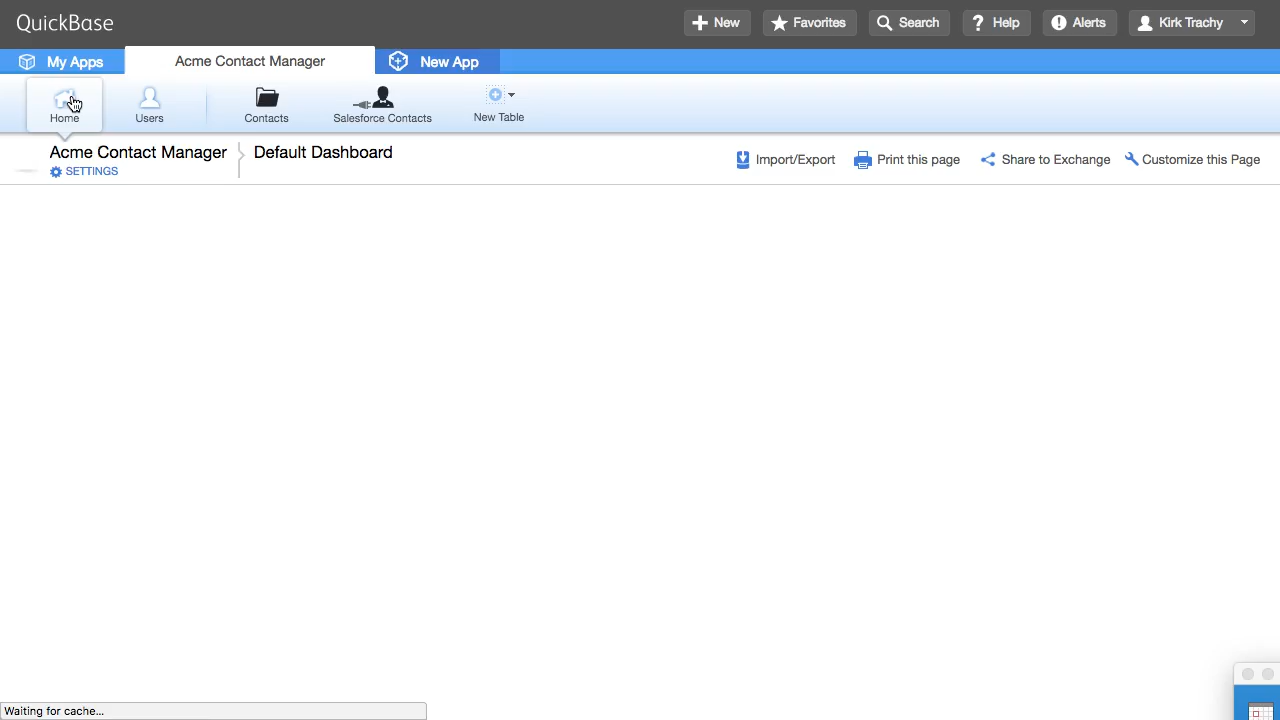 QuickBase
New
Favorites
Search
Help
Alerts
Kirk Trachy
My Apps
Acme Contact Manager
New App
Home
Users
Contacts
Salesforce Contacts
New Table
Acme Contact Manager
Default Dashboard
SETTINGS
Import/Export
Print this page
Share to Exchange
Customize this Page
Waiting for cache...